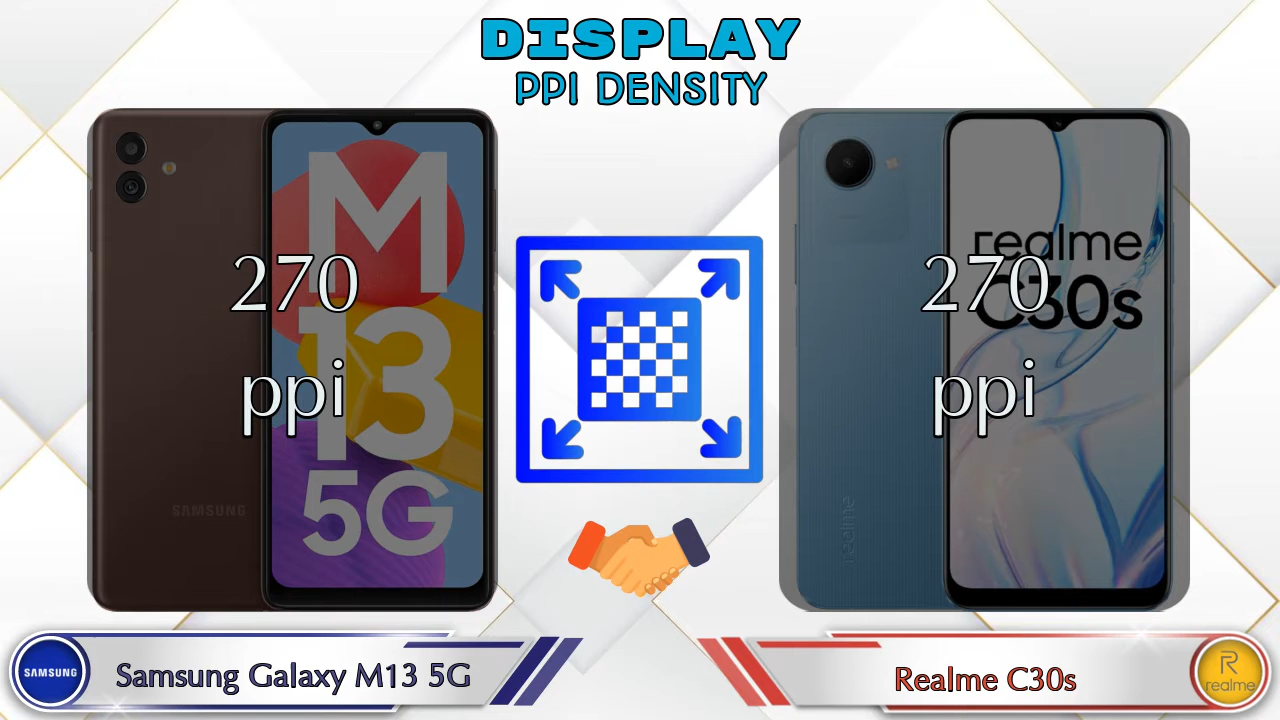 DISPLAY
PPI DENSITY
M
13
5G
270
ppi
SAMSUNG
realme
C30s
270
ppi
realme
SAMSUNG
Samsung Galaxy M13 5G
Realme C30s
R
realme